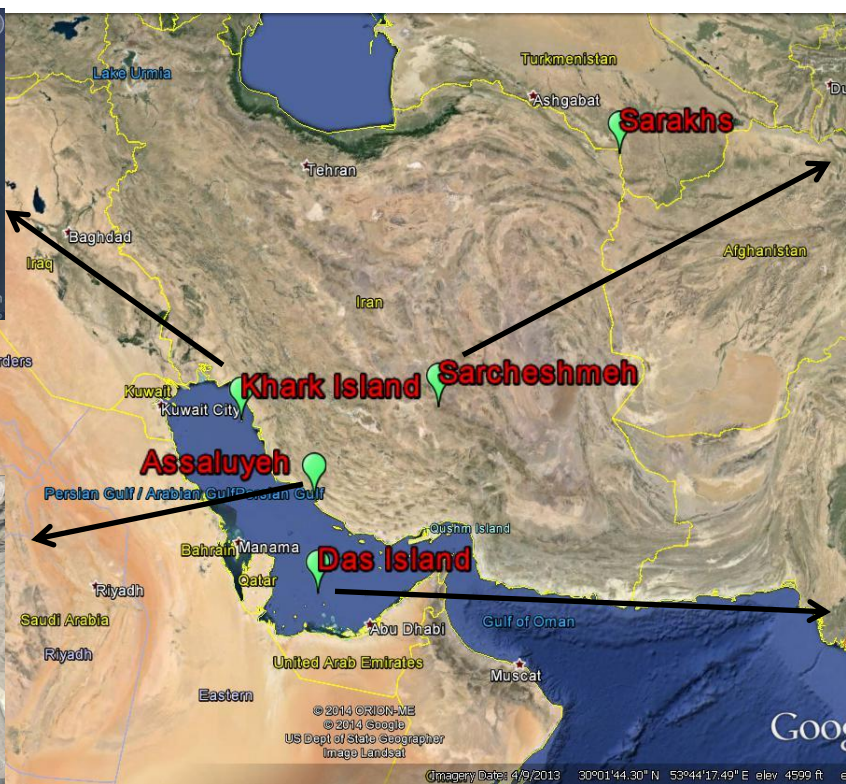 Turkmenistan
Lake Urmia
Ashgabat
Sarakhs
Tehran
Baghdad
Iraq
Afghanistan
Iran
Khark Island
Sarcheshmeh
Kuwait
Kuwait City
Assaluyeh
Persian Gulf / Arabian Gulf
Persian Gulf
Qushm Island
Bahrain
Manama
Das Island
Qatar
Riyadh
Saudi Arabia
Abu Dhabi
Gulf of Oman
Riyadh
United Arab Emirates
Muscat
Eastern
© 2014 ORION-ME
© 2014 Google
US Dept of State Geographer
Image Landsat
Imagery Date: 4/9/2013 30°01'44.30" N 53°44'17.49" E elev 4599 ft